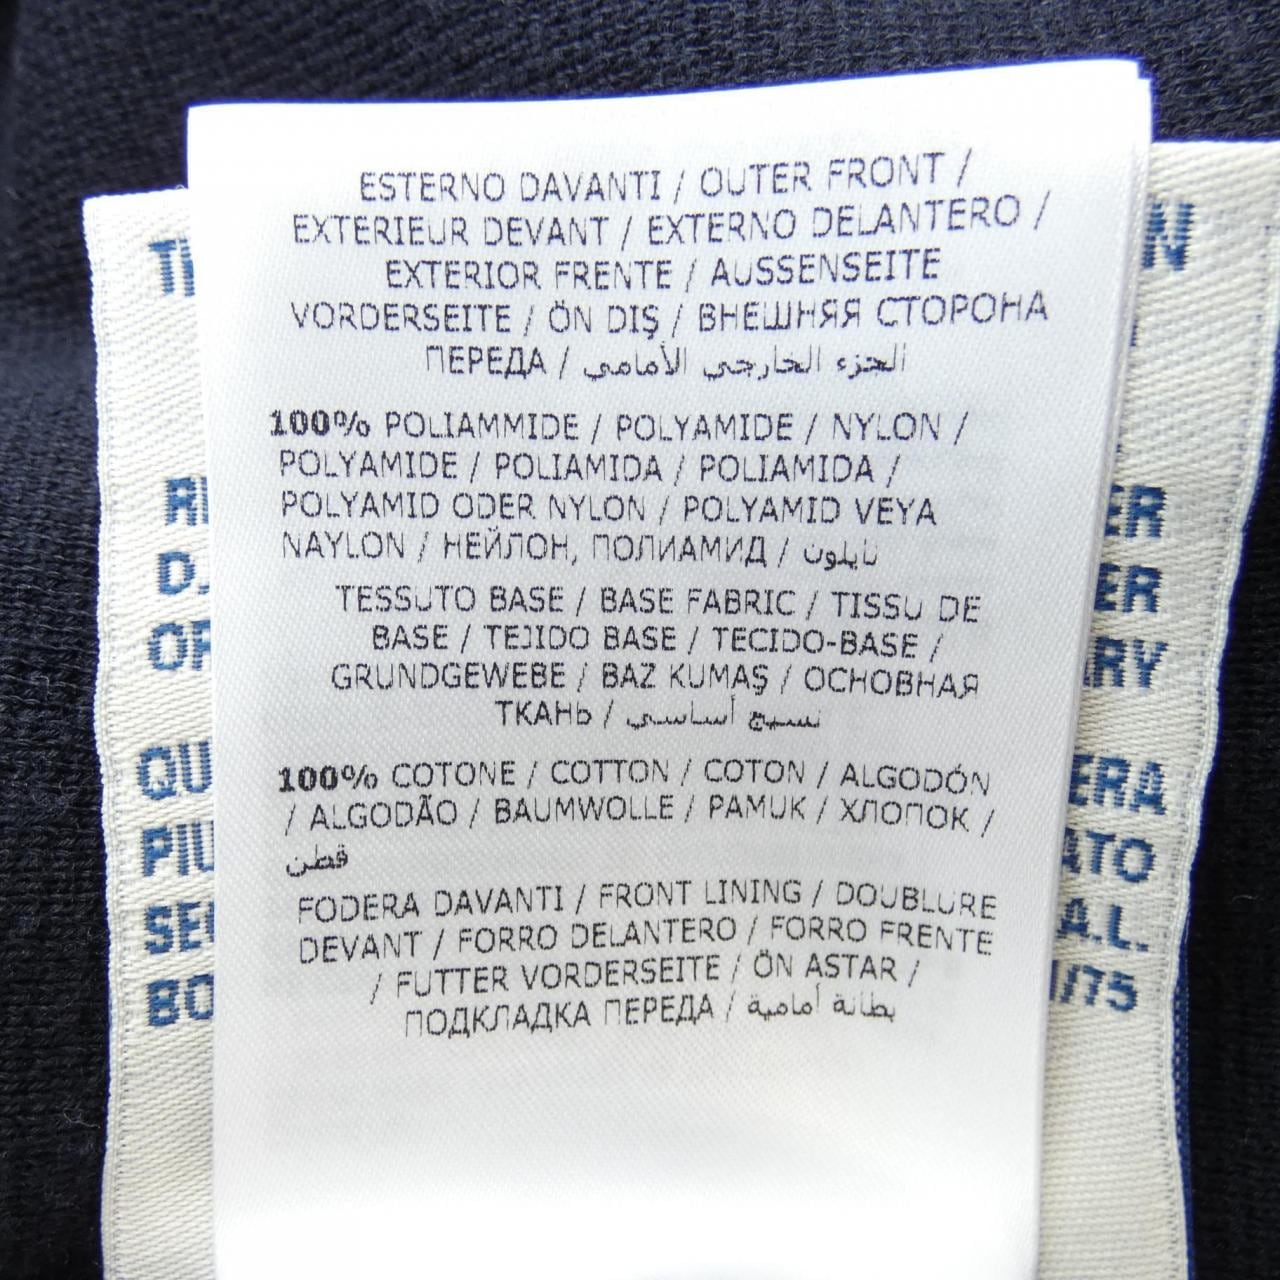 ESTERNO DAVANTI / OUTER FRONT /
EXTERIEUR DEVANT / EXTERNO DELANTERO /
EXTERIOR FRENTE / AUSSENSEITE
VORDERSEITE / ÖN DIŞ / ВНЕШНЯЯ СТОРОНА
ПЕРЕДА / الجزء الخارجي الأمامي
100% POLIAMMIDE / POLYAMIDE / NYLON /
POLYAMIDE / POLIAMIDA / POLIAMIDA /
POLYAMID ODER NYLON / POLYAMID VEYA
NAYLON / НЕЙЛОН, ПОЛИАМИД / نايلون
TESSUTO BASE / BASE FABRIC / TISSU DE
BASE / TEJIDO BASE / TECIDO-BASE /
GRUNDGEWEBE / BAZ KUMAŞ / ОСНОВНАЯ
ТКАНЬ / نسيج أساسي
100% COTONE / COTTON / COTON / ALGODÓN
/ ALGODÃO / BAUMWOLLE / PAMUK / ХЛОПОК /
قطن
FODERA DAVANTI / FRONT LINING / DOUBLURE
DEVANT / FORRO DELANTERO / FORRO FRENTE
/ FUTTER VORDERSEITE / ÖN ASTAR /
ПОДКЛАДКА ПЕРЕДА / بطانة أمامية